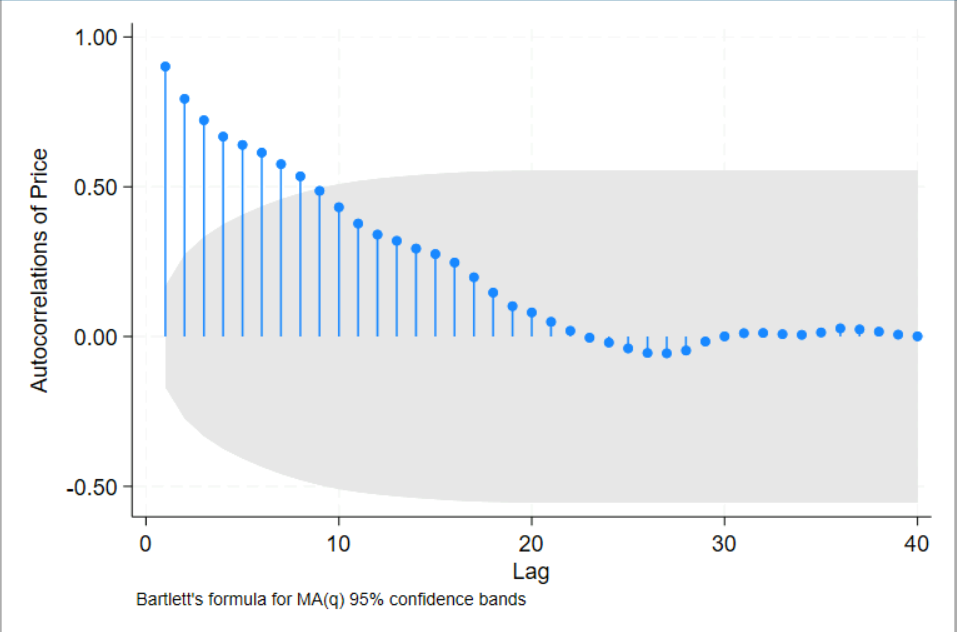 Autocorrelations of Price
1.00
0.50
0.00
-0.50
0 10 20 30 40
Lag
Bartlett's formula for MA(q) 95% confidence bands